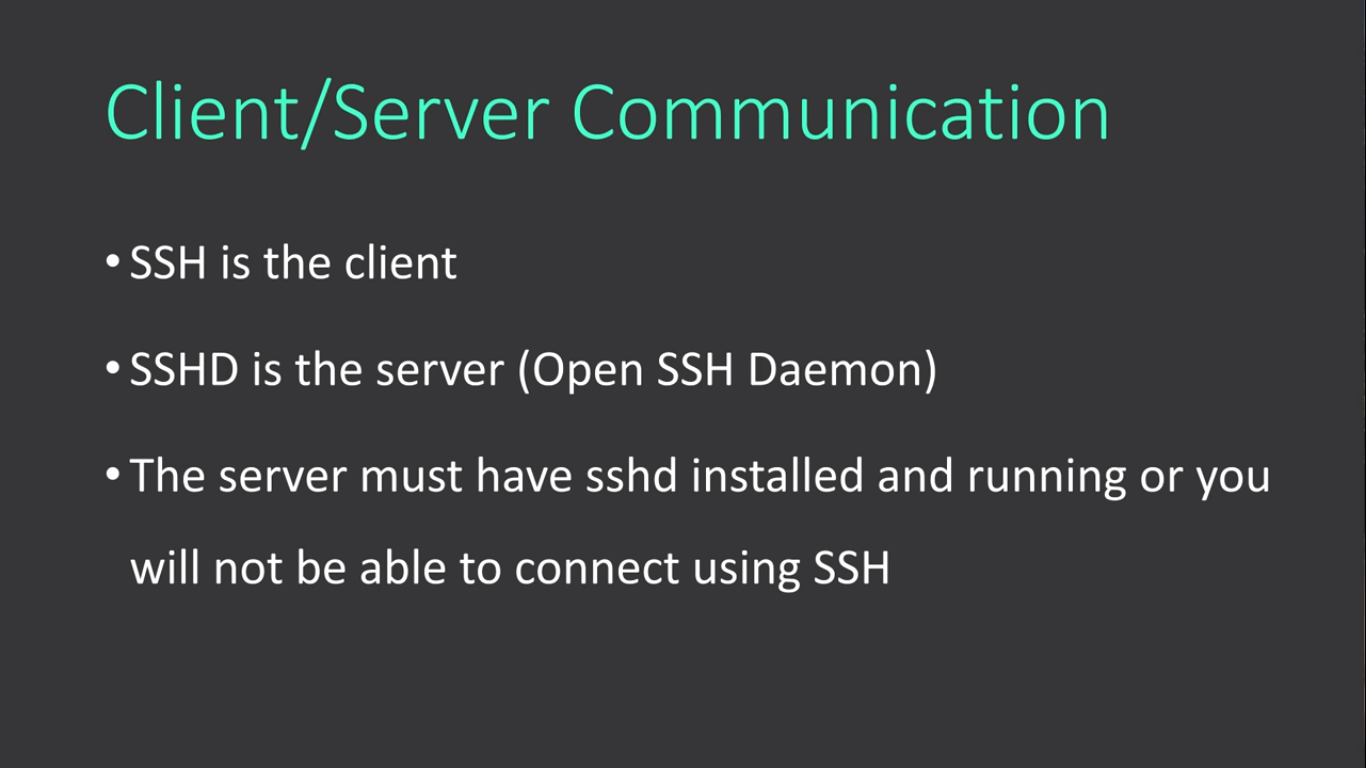 Client/Server Communication
• SSH is the client
• SSHD is the server (Open SSH Daemon)
• The server must have sshd installed and running or you
will not be able to connect using SSH